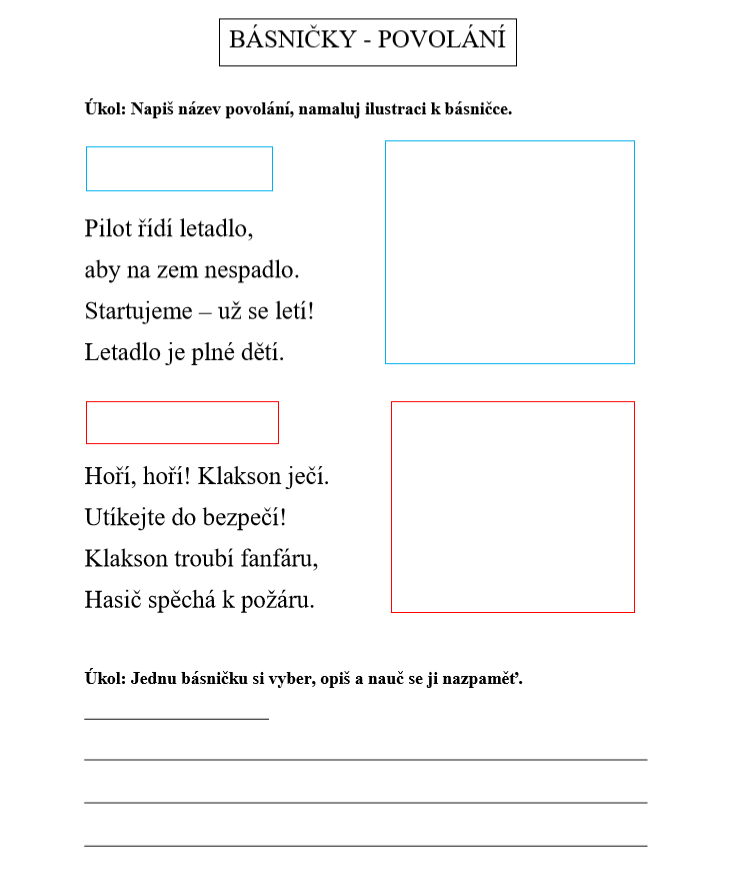 BÁSNIČKY - POVOLÁNÍ
Úkol: Napiš název povolání, namaluj ilustraci k básničce.
Pilot řídí letadlo,
aby na zem nespadlo.
Startujeme – už se letí!
Letadlo je plné dětí.
Hoří, hoří! Klakson ječí.
Utíkejte do bezpečí!
Klakson troubí fanfáru,
Hasič spěchá k požáru.
Úkol: Jednu básničku si vyber, opiš a nauč se ji nazpaměť.